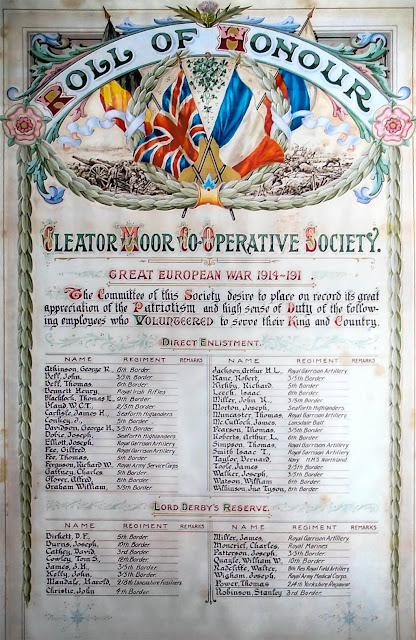 ROLL OF HONOUR
CLEATOR MOOR CO-OPERATIVE SOCIETY.
GREAT EUROPEAN WAR 1914-191 .
The Committee of this Society desire to place on record its great
appreciation of the Patriotism and high sense of Duty of the follow-
ing employees who VOLUNTEERED to serve their King and Country.
DIRECT ENLISTMENT.
NAME REGIMENT REMARKS
Atkinson, George R., 6th Border
Bell, John, 3/5th Border
Bell, Thomas, 6th Border
Bennett, Henry, Royal Irish Rifles
Blacklock, Thomas E., 9th Border
Bland, W.C.T., 2/5th Border
Carlisle, James H., Seaforth Highlanders
Conkey, J., 5th Border
Davidson, George H., 3/5th Border
Dobie, Joseph, Seaforth Highlanders
Elliott, Joseph, Royal Garrison Artillery
Fee, Gilfred, Royal Garrison Artillery
Fee, Thomas, 5th Border
Ferguson, Richard W., Royal Army Service Corps
Gaffney, Charles, 5th Border
Glover, Alfred, 8th Border
Graham, William, 3/5th Border
NAME REGIMENT REMARKS
Jackson, Arthur H.L., Royal Garrison Artillery
Kane, Robert, 3/5th Border
Kirkby, Richard, 5th Border
Leech, Isaac, 6th Border
Miller, John R., 3/5th Border
Morton, Joseph, Seaforth Highlanders
Muncaster, Thomas, Royal Garrison Artillery
Mc Cullock, James, Lonsdale Batt
Pearson, Thomas, 3/5th Border
Roberts, Arthur, L., 6th Border
Simpson, Thomas, Royal Garrison Artillery
Smith, Isaac T., Royal Garrison Artillery
Taylor, Bernard, Navy H.M.S
Toole, James, 2/5th Border
Walker, Joseph, 3/5th Border
Watson, William, 6th Border
Wilkinson, Jno Tyson, 8th Border
LORD DERBY'S RESERVE.
NAME REGIMENT REMARKS
Birkett, D.F., 5th Border
Burns, Joseph, 10th Border
Cathey, David, 3rd Border
Cowley, Tom S., 6th Border
James, J.H., 3/5th Border
Kelly, John, 3/5th Border
Mandale, Harold, Lancashire Fusiliers
Christie, John, 4th Border
NAME REGIMENT REMARKS
Miller, James, Royal Garrison Artillery
Moncrief, Charles, Royal Marines
Patterson, Joseph, 3/5th Border
Quayle, William W., 10th Border
Radcliffe, Walter, 8th Res Royal Field Artillery
Wigham, Joseph, Royal Army Medical Corps
Power, Thomas, Yorkshire Regiment
Robinson, Stanley, 3rd Border